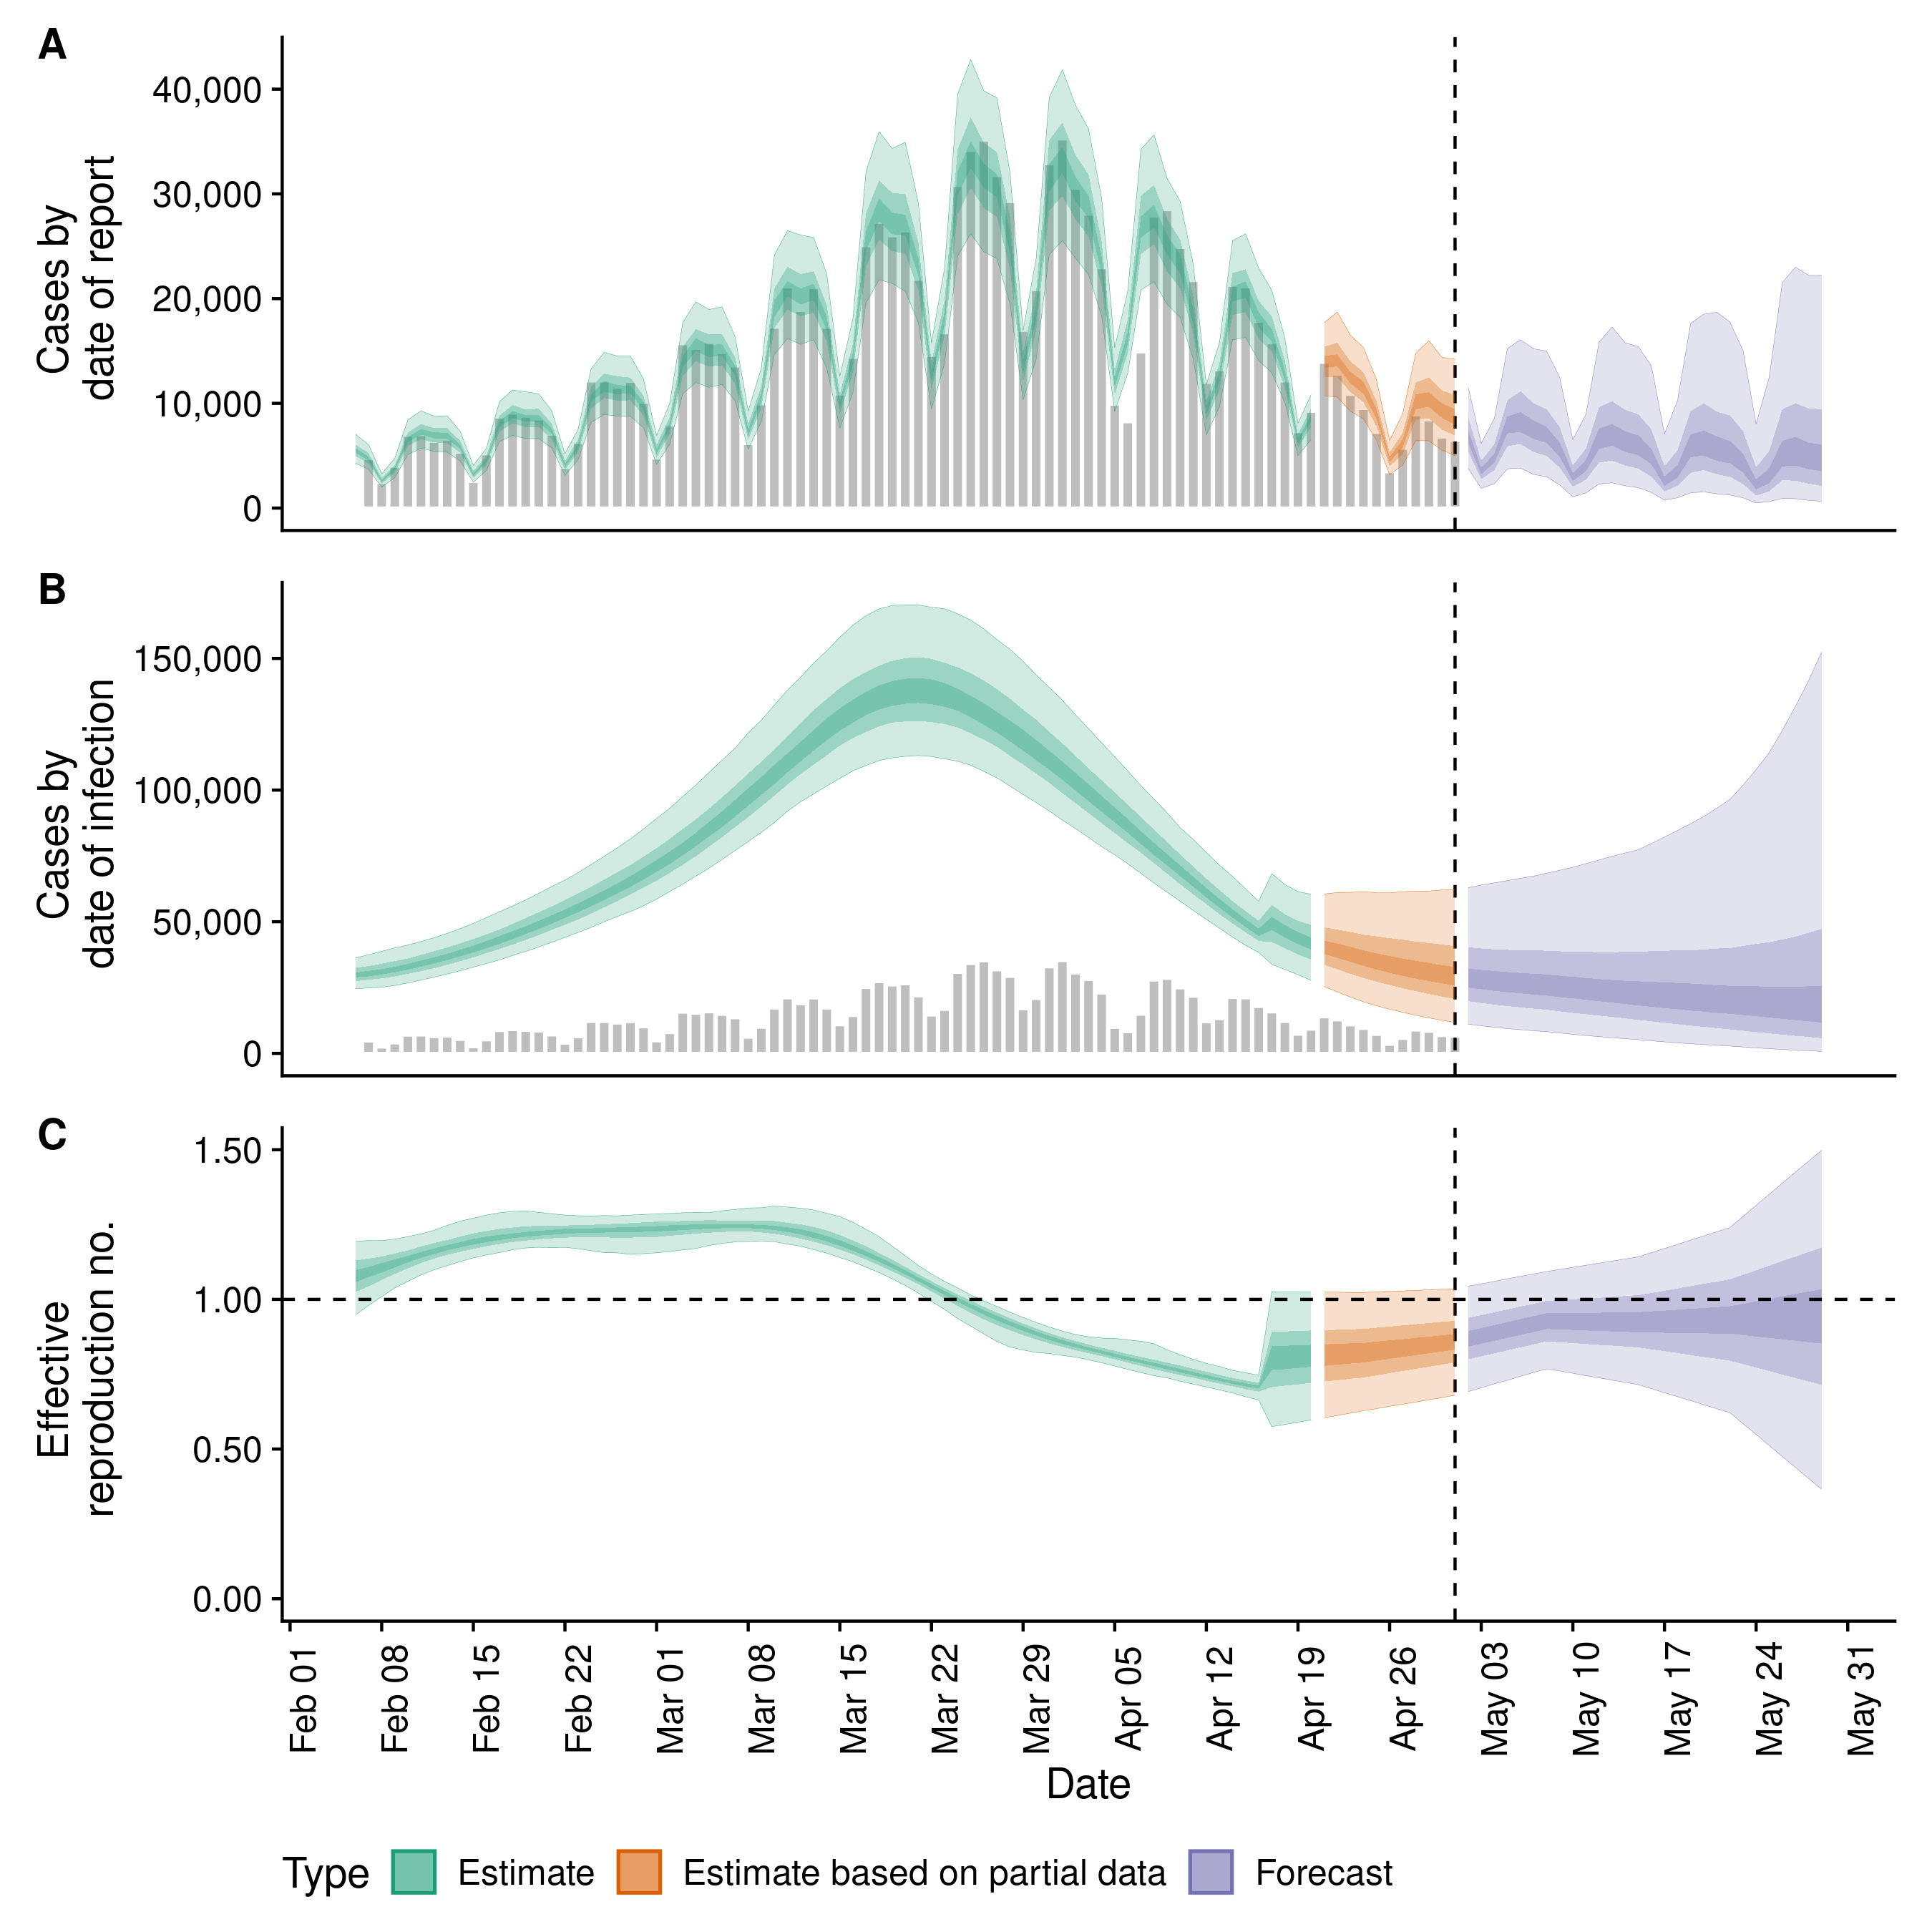 A
Cases by
date of report
40,000
30,000
20,000
10,000
0
B
Cases by
date of infection
150,000
100,000
50,000
0
C
Effective
reproduction no.
1.50
1.00
0.50
0.00
Feb 01
Feb 08
Feb 15
Feb 22
Mar 01
Mar 08
Mar 15
Mar 22
Mar 29
Apr 05
Apr 12
Apr 19
Apr 26
May 03
May 10
May 17
May 24
May 31
Date
Type Estimate Estimate based on partial data Forecast